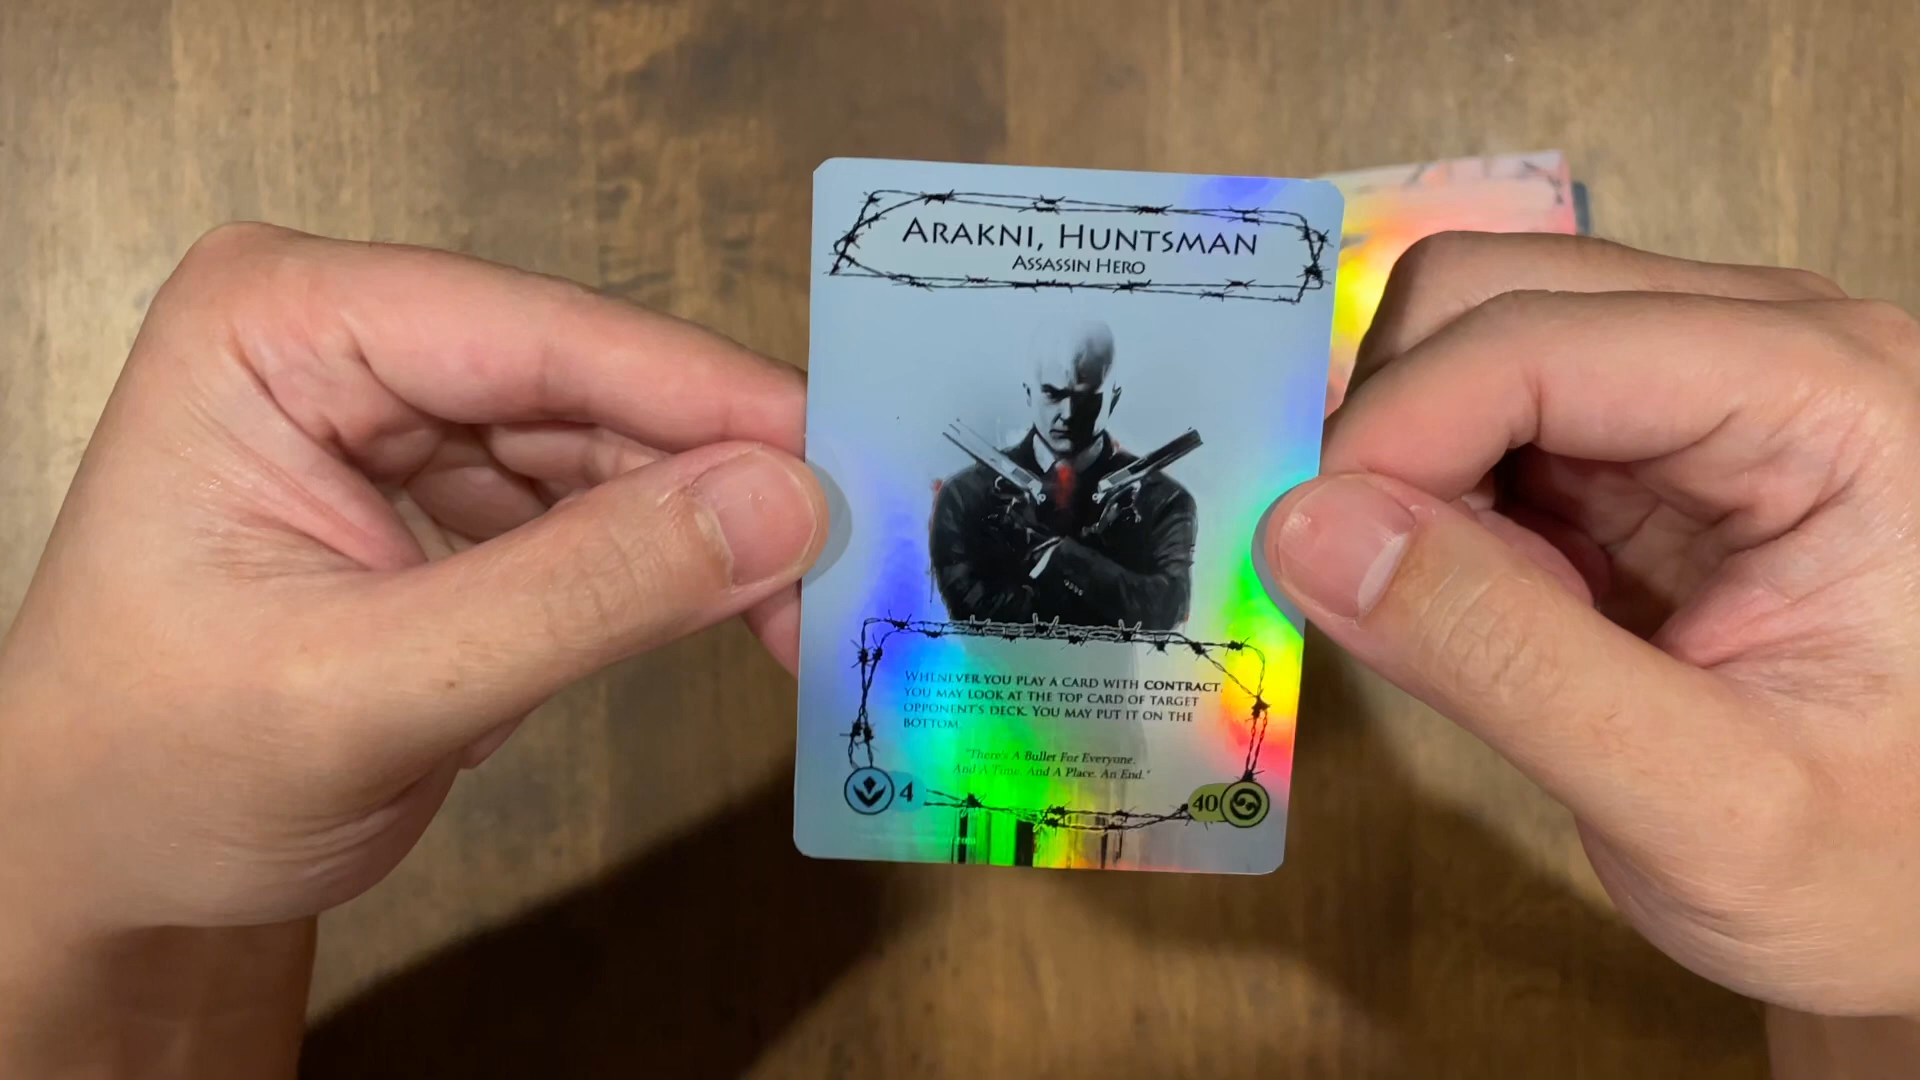 ARAKNI, HUNTSMAN
ASSASSIN HERO
WHENEVER YOU PLAY A CARD WITH CONTRACT,
YOU MAY LOOK AT THE TOP CARD OF TARGET
OPPONENT'S DECK. YOU MAY PUT IT ON THE
BOTTOM.
"There's A Bullet For Everyone.
And A Time. And A Place. An End."
4
40